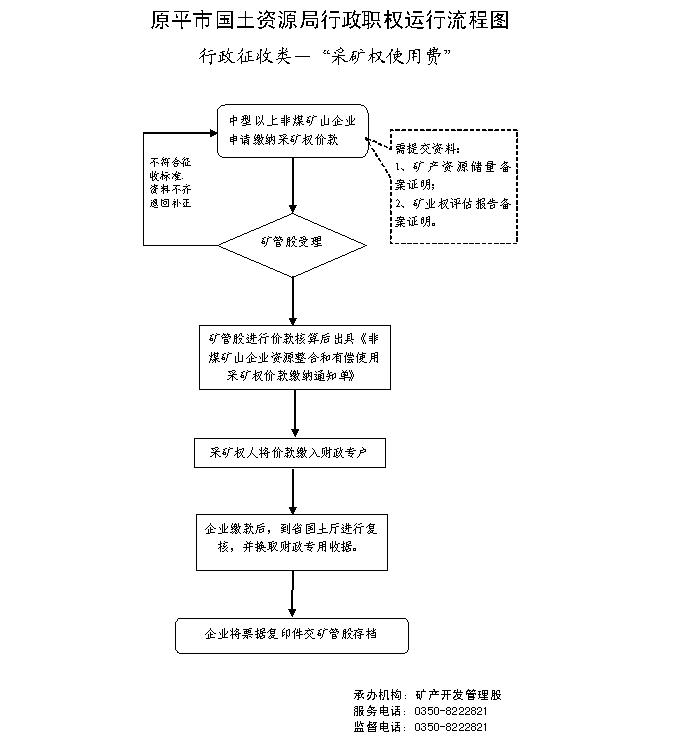 原平市国土资源局行政职权运行流程图
行政征收类—“采矿权使用费”
中型以上非煤矿山企业
申请缴纳采矿权价款
需提交资料：
1、矿产资源储量备
案证明；
2、矿业权评估报告备
案证明。
不符合征
收标准.
资料不齐
退回补正
矿管股受理
矿管股进行价款核算后出具《非
煤矿山企业资源整合和有偿使用
采矿权价款缴纳通知单》
采矿权人将价款缴入财政专户
企业缴款后，到省国土厅进行复
核，并换取财政专用收据。
企业将票据复印件交矿管股存档
承办机构：矿产开发管理股
服务电话：0350-8222821
监督电话：0350-8222821